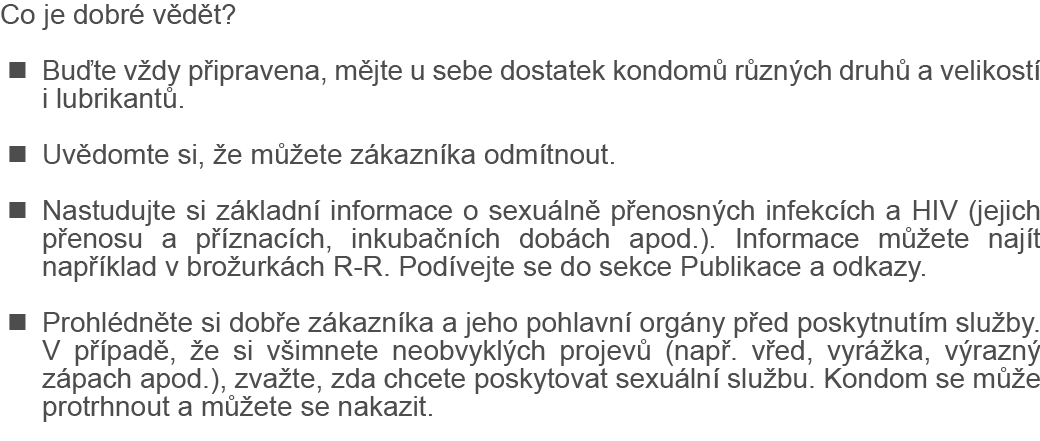 Co je dobré vědět?
■ Buďte vždy připravena, mějte u sebe dostatek kondomů různých druhů a velikostí
i lubrikantů.
■ Uvědomte si, že můžete zákazníka odmítnout.
■ Nastudujte si základní informace o sexuálně přenosných infekcích a HIV (jejich
přenosu a příznacích, inkubačních dobách apod.). Informace můžete najít
například v brožurkách R-R. Podívejte se do sekce Publikace a odkazy.
■ Prohlédněte si dobře zákazníka a jeho pohlavní orgány před poskytnutím služby.
V případě, že si všimnete neobvyklých projevů (např. vřed, vyrážka, výrazný
zápach apod.), zvažte, zda chcete poskytovat sexuální službu. Kondom se může
protrhnout a můžete se nakazit.